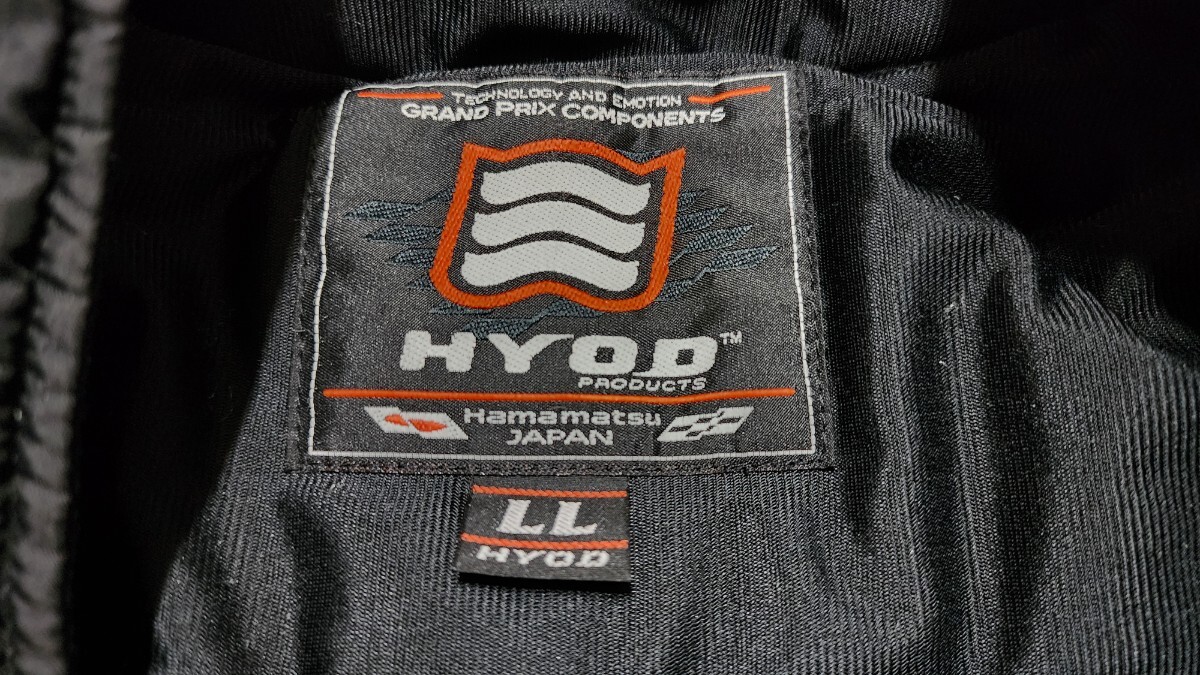 TECHNOLOGY AND EMOTION
GRAND PRIX COMPONENTS
HYOD™
PRODUCTS
Hamamatsu
JAPAN
LL
HYOD